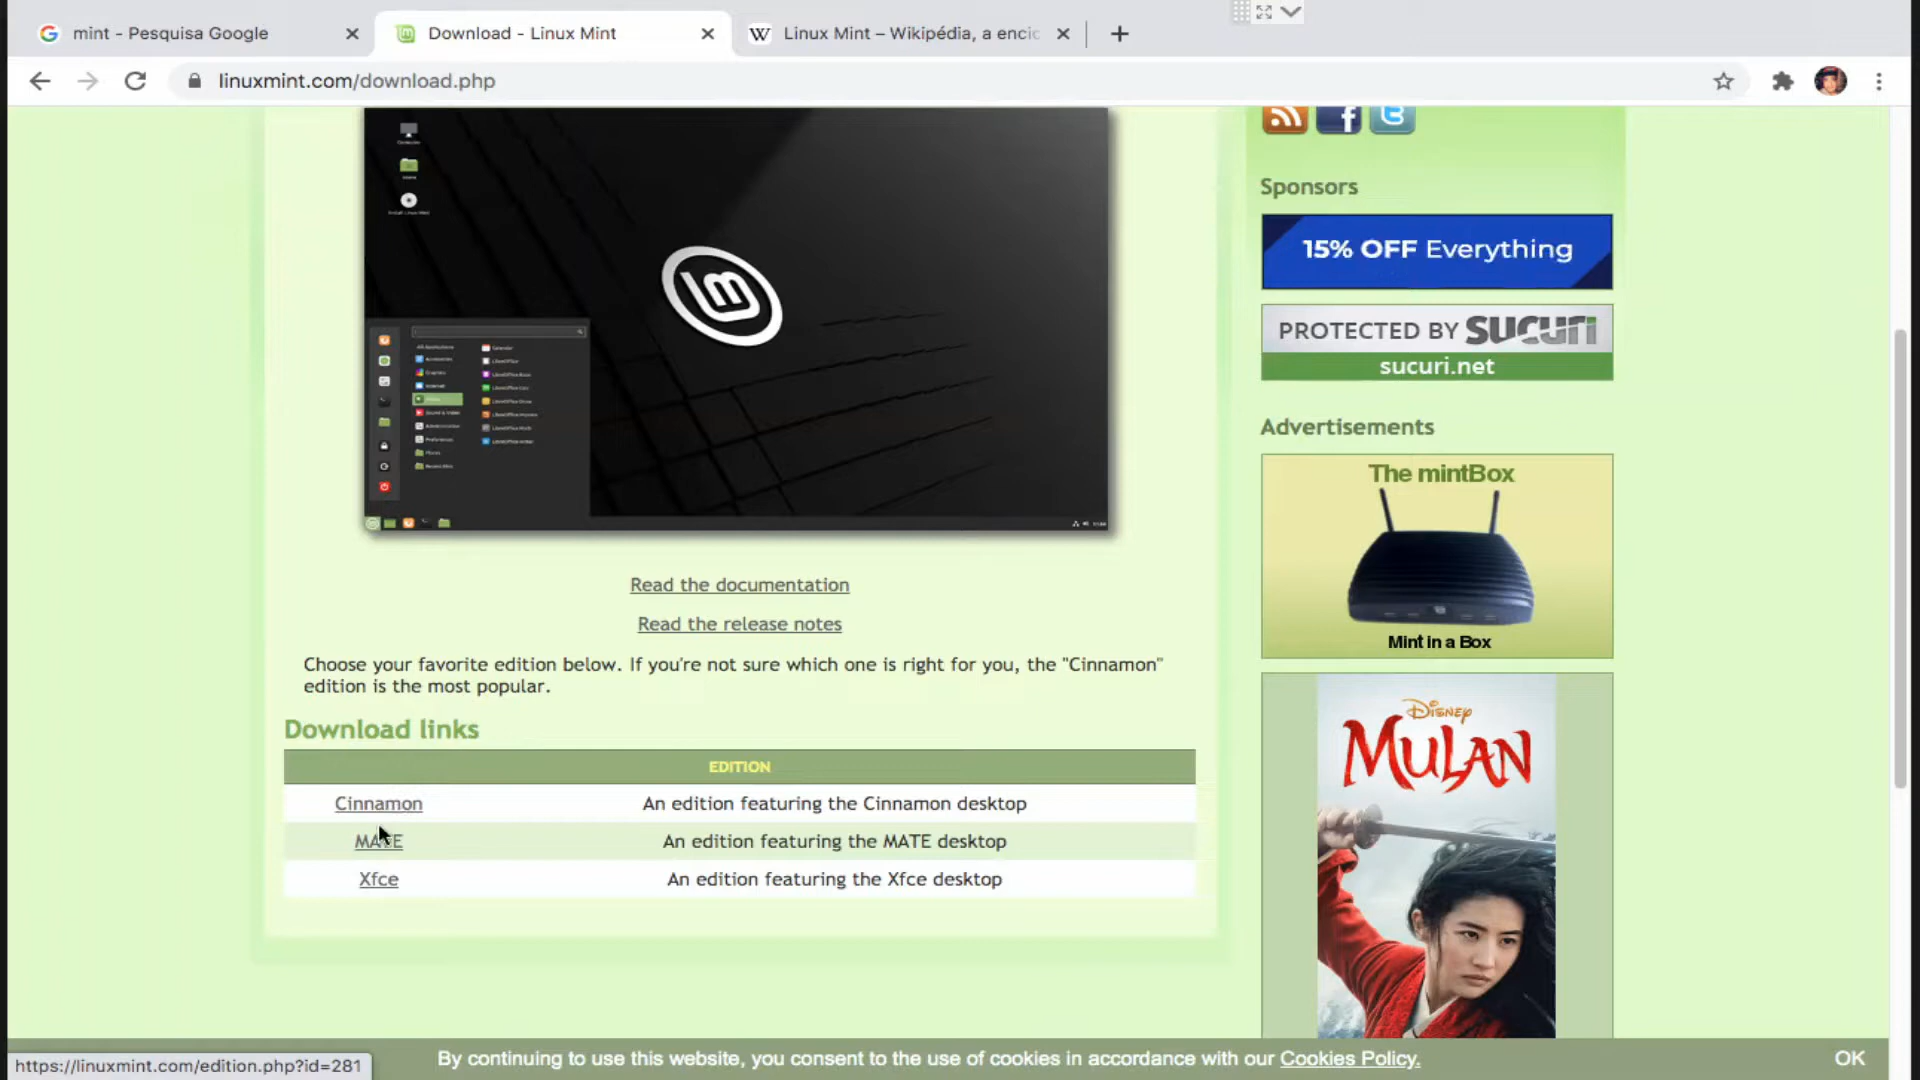 mint - Pesquisa Google
Download - Linux Mint
Linux Mint – Wikipédia, a encic
linuxmint.com/download.php
Sponsors
15% OFF Everything
PROTECTED BY SUCURI
sucuri.net
Advertisements
The mintBox
Mint in a Box
Read the documentation
Read the release notes
Choose your favorite edition below. If you're not sure which one is right for you, the "Cinnamon"
edition is the most popular.
Download links
EDITION
Cinnamon An edition featuring the Cinnamon desktop
MATE An edition featuring the MATE desktop
Xfce An edition featuring the Xfce desktop
DISNEY
MULAN
https://linuxmint.com/edition.php?id=281
By continuing to use this website, you consent to the use of cookies in accordance with our Cookies Policy.
OK